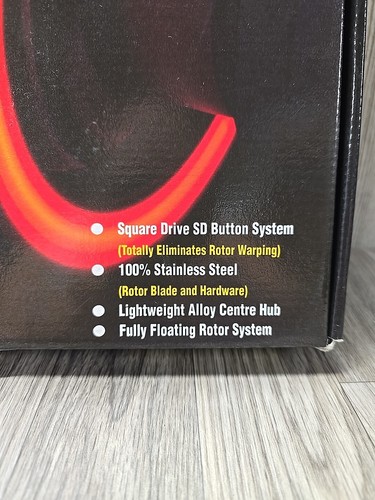 Square Drive SD Button System
(Totally Eliminates Rotor Warping)
100% Stainless Steel
(Rotor Blade and Hardware)
Lightweight Alloy Centre Hub
Fully Floating Rotor System